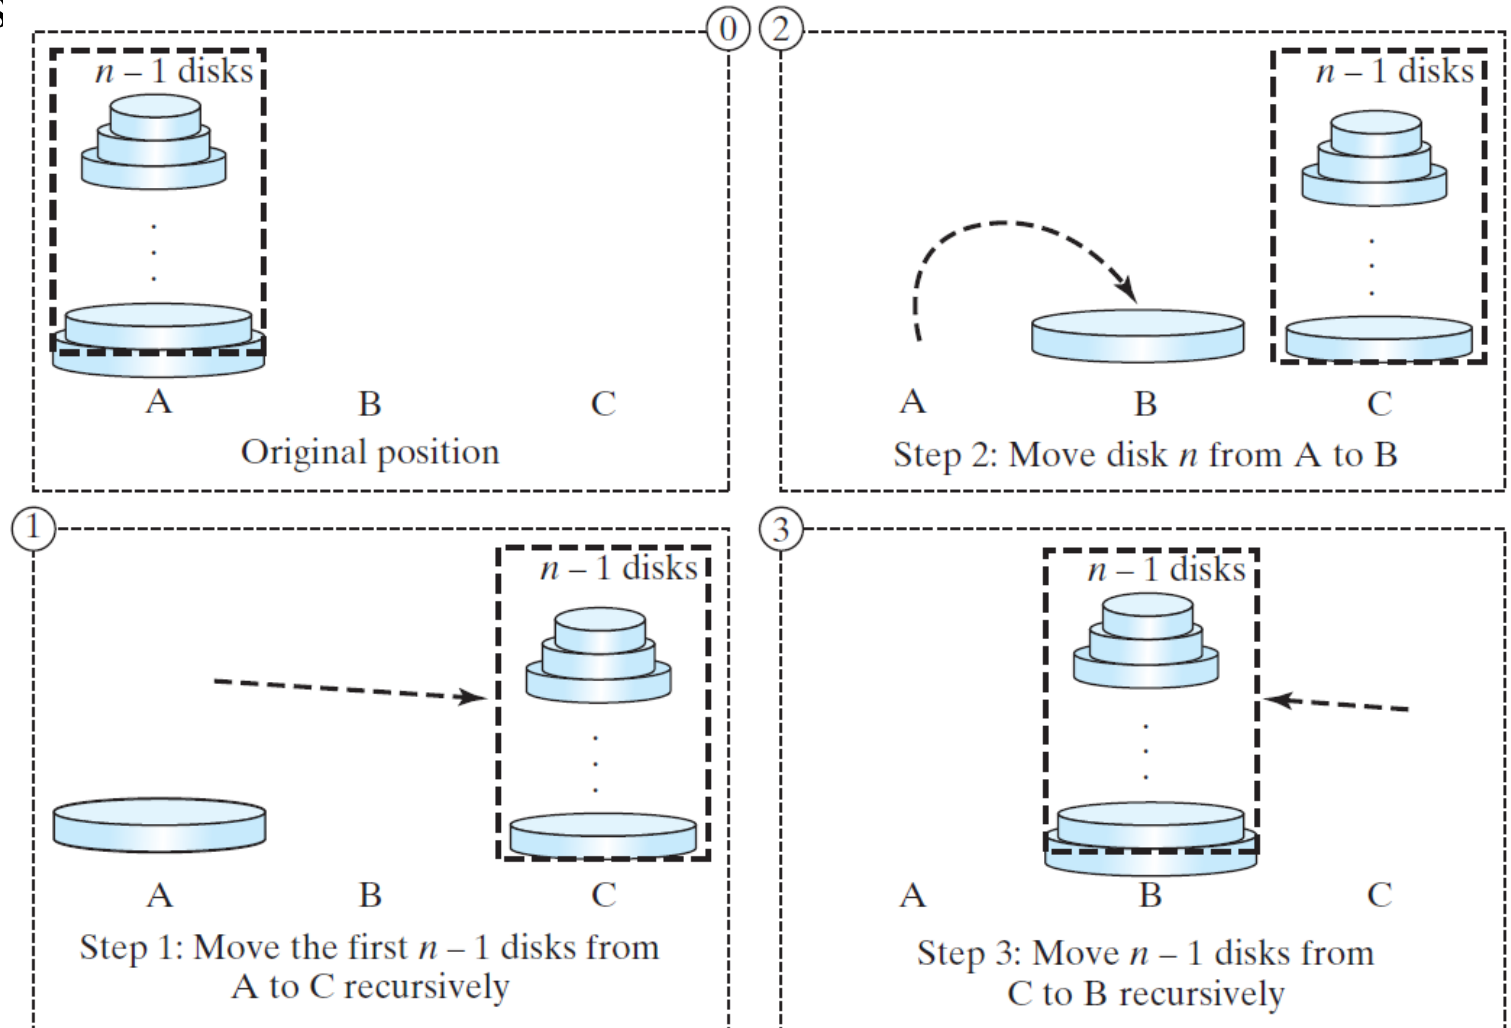 0
n – 1 disks
A B C
Original position
2
n – 1 disks
A B C
Step 2: Move disk n from A to B
1
n – 1 disks
A B C
Step 1: Move the first n – 1 disks from
A to C recursively
3
n – 1 disks
A B C
Step 3: Move n – 1 disks from
C to B recursively